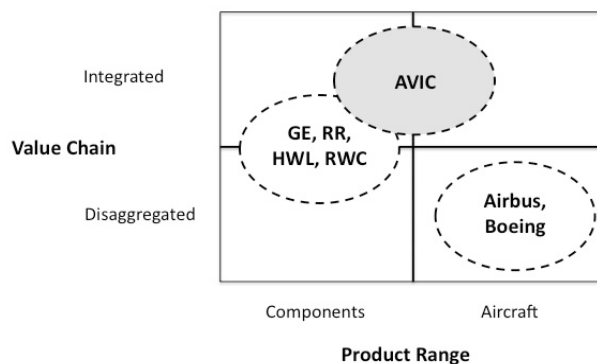 Integrated
AVIC
Value Chain
GE, RR,
HWL, RWC
Disaggregated
Airbus,
Boeing
Components
Aircraft
Product Range